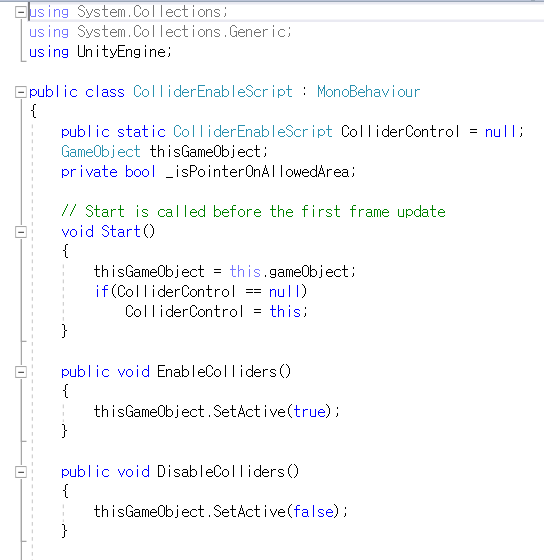 using System.Collections;
using System.Collections.Generic;
using UnityEngine;

public class ColliderEnableScript : MonoBehaviour
{
    public static ColliderEnableScript ColliderControl = null;
    GameObject thisGameObject;
    private bool _isPointerOnAllowedArea;

    // Start is called before the first frame update
    void Start()
    {
        thisGameObject = this.gameObject;
        if(ColliderControl == null)
            ColliderControl = this;
    }

    public void EnableColliders()
    {
        thisGameObject.SetActive(true);
    }

    public void DisableColliders()
    {
        thisGameObject.SetActive(false);
    }